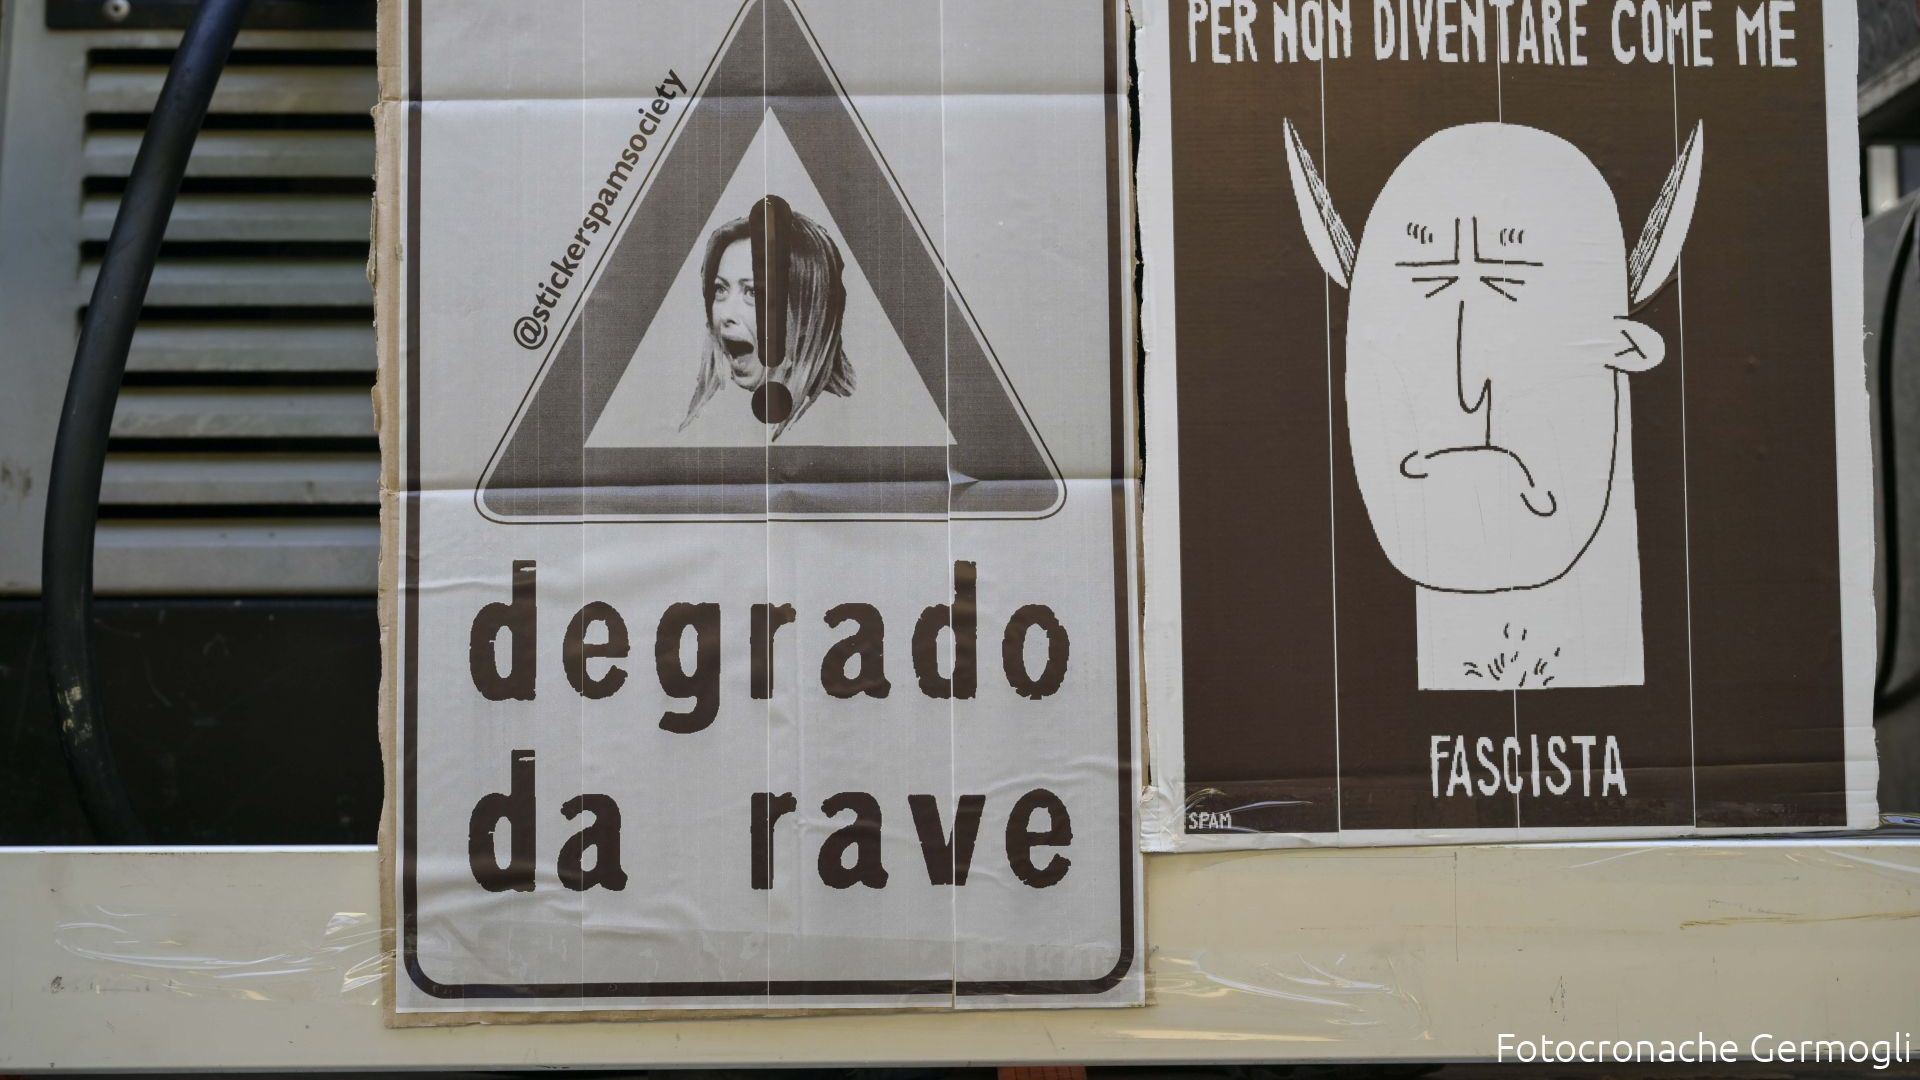 @stickerspamsociety
degrado
da rave
PER NON DIVENTARE COME ME
FASCISTA
SPAM
Fotocronache Germogli